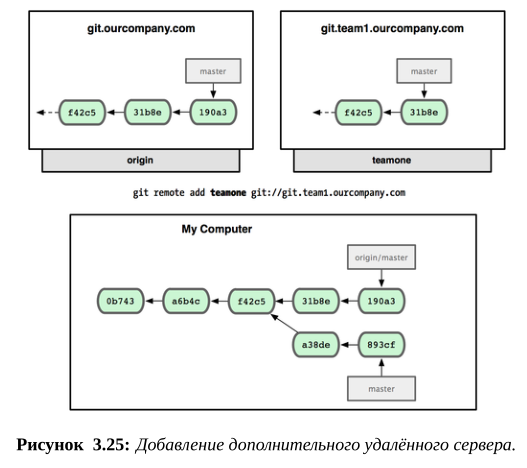 git.ourcompany.com
git.team1.ourcompany.com
master
master
f42c5
31b8e
190a3
f42c5
31b8e
origin
teamone
git remote add teamone git://git.team1.ourcompany.com
My Computer
origin/master
0b743
a6b4c
f42c5
31b8e
190a3
a38de
893cf
master
Рисунок 3.25: Добавление дополнительного удалённого сервера.